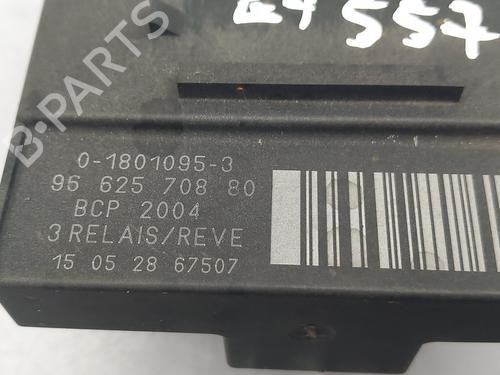 E4 557
B-PARTS
0-1801095-3
96 625 708 80
BCP 2004
3 RELAIS/REVE
15 05 28 67507